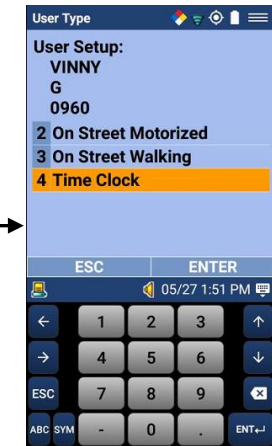 User Type
User Setup:
VINNY
G
0960
2 On Street Motorized
3 On Street Walking
4 Time Clock
ESC ENTER
05/27 1:51 PM
← 1 2 3 ↑
→ 4 5 6 ↓
ESC 7 8 9
ABC SYM - 0 . ENT↵